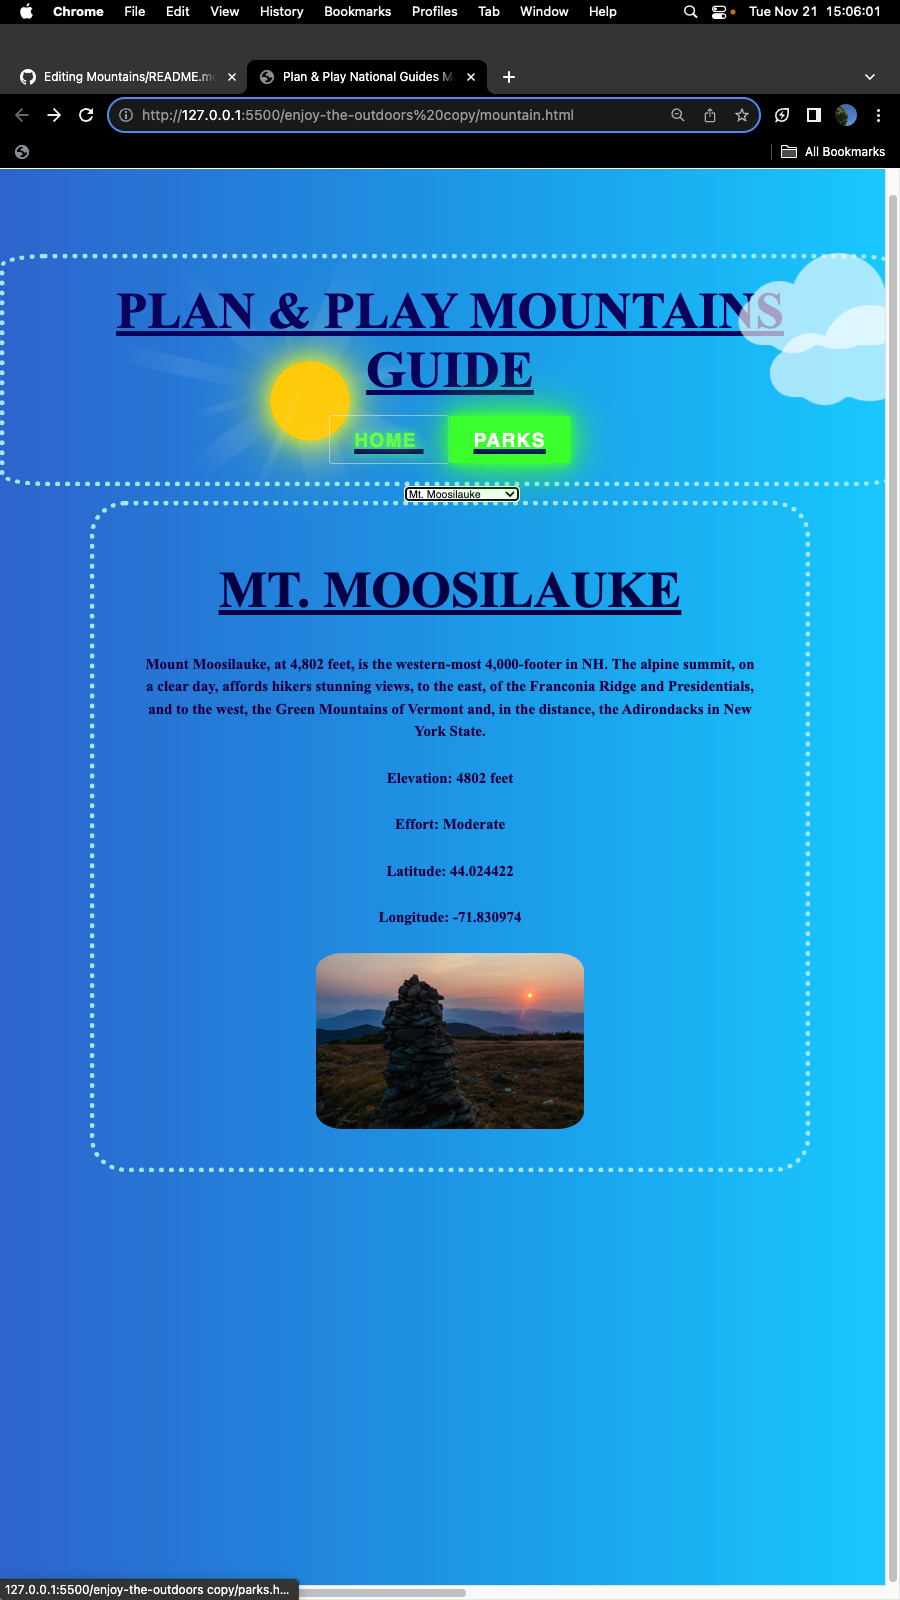 Chrome File Edit View History Bookmarks Profiles Tab Window Help Tue Nov 21 15:06:01
Editing Mountains/README.m Plan & Play National Guides M
http://127.0.0.1:5500/enjoy-the-outdoors%20copy/mountain.html
All Bookmarks
PLAN & PLAY MOUNTAINS
GUIDE
HOME PARKS
Mt. Moosilauke
MT. MOOSILAUKE
Mount Moosilauke, at 4,802 feet, is the western-most 4,000-footer in NH. The alpine summit, on
a clear day, affords hikers stunning views, to the east, of the Franconia Ridge and Presidentials,
and to the west, the Green Mountains of Vermont and, in the distance, the Adirondacks in New
York State.
Elevation: 4802 feet
Effort: Moderate
Latitude: 44.024422
Longitude: -71.830974
127.0.0.1:5500/enjoy-the-outdoors copy/parks.h...